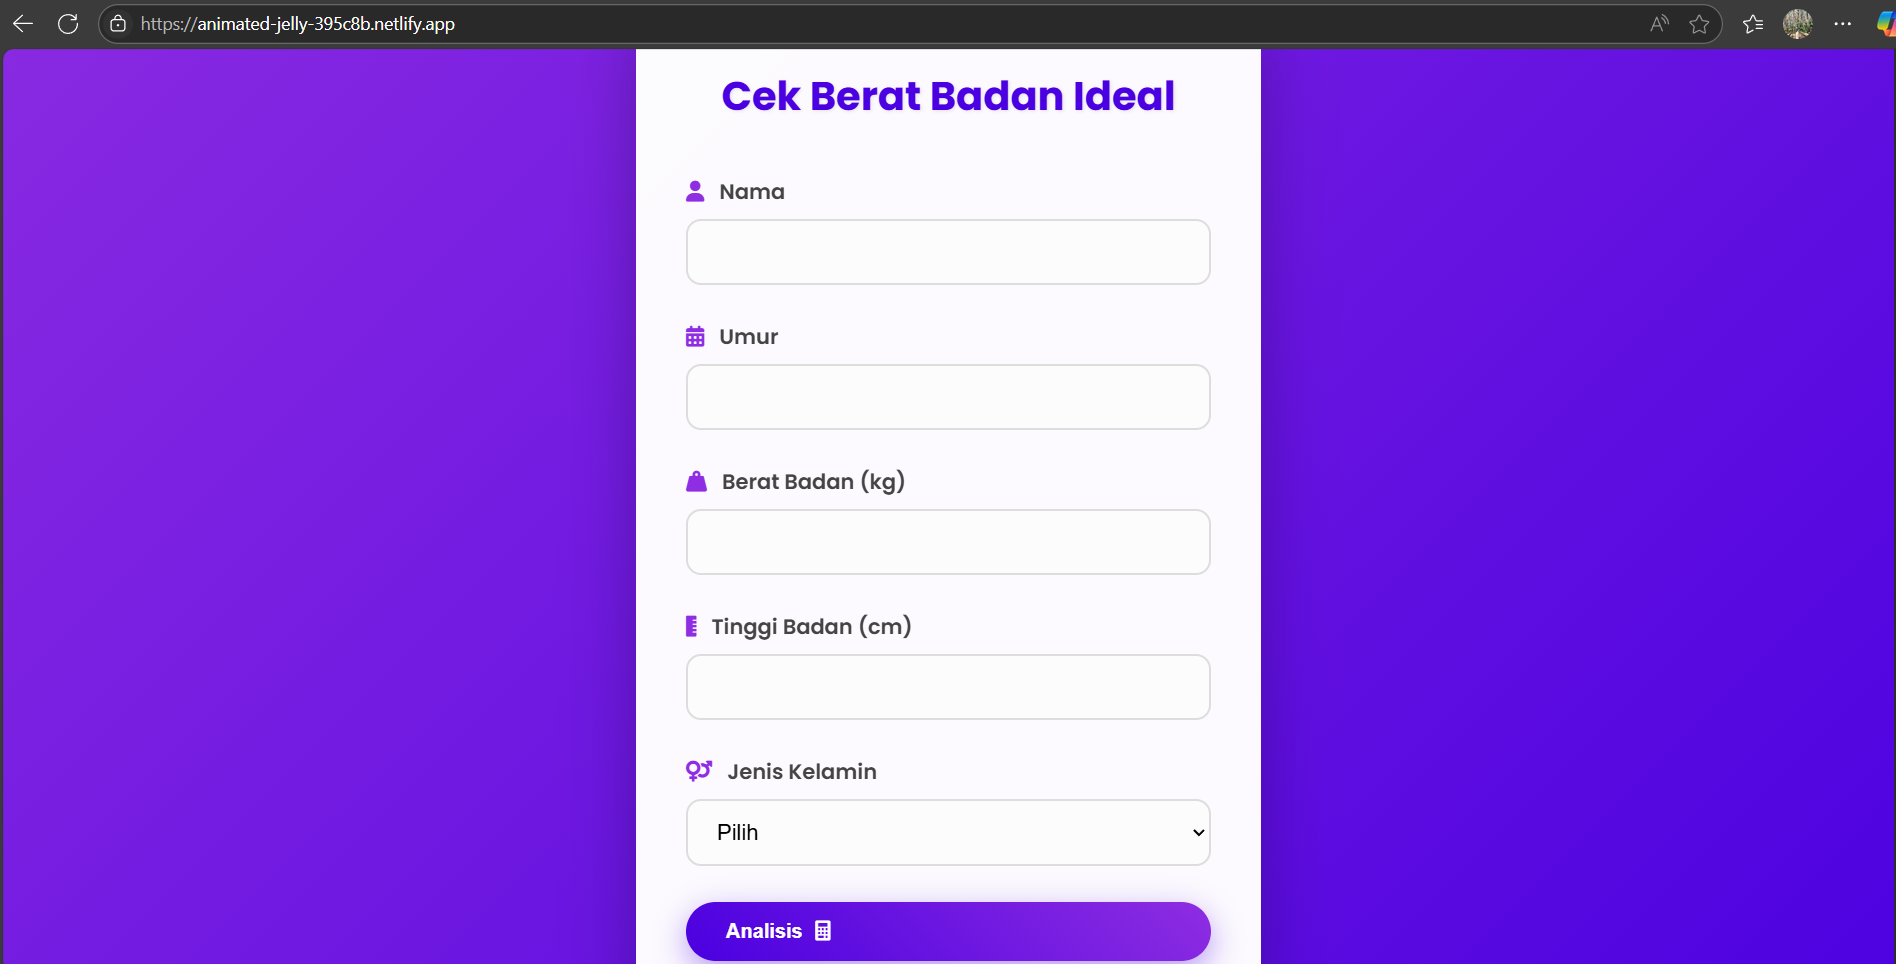 https://animated-jelly-395c8b.netlify.app
Cek Berat Badan Ideal
Nama
Umur
Berat Badan (kg)
Tinggi Badan (cm)
Jenis Kelamin
Pilih
Analisis